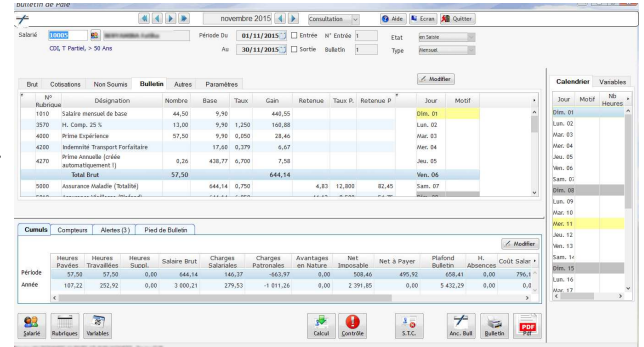 Bulletin de Paie
novembre 2015 Consultation Aide Ecran Quitter
Salarié 10005 Période Du 01/11/2015 Entrée N° Entrée 1 Etat en Saisie
CDI, T Partiel, > 50 Ans Au 30/11/2015 Sortie Bulletin 1 Type Mensuel
Modifier
Brut Cotisations Non Soumis Bulletin Autres Paramètres Calendrier Variables
N° Rubrique Désignation Nombre Base Taux Gain Retenue Taux P. Retenue P Jour Motif Jour Motif Nb Heures
1010 Salaire mensuel de base 44,50 9,90 440,55 Dim. 01 Dim. 01
3570 H. Comp. 25 % 13,00 9,90 1,250 160,88 Lun. 02 Lun. 02
4000 Prime Expérience 57,50 9,90 0,050 28,46 Mar. 03 Mar. 03
4200 Indemnité Transport Forfaitaire 17,60 0,379 6,67 Mer. 04 Mer. 04
4270 Prime Annuelle (créée automatiquement !) 0,26 438,77 6,700 7,58 Jeu. 05 Jeu. 05
Total Brut 57,50 644,14 Ven. 06 Ven. 06
5000 Assurance Maladie (Totalité) 644,14 0,750 4,83 12,800 82,45 Sam. 07 Sam. 07
Dim. 08
Lun. 09
Mar. 10
Mer. 11
Jeu. 12
Ven. 13
Sam. 14
Dim. 15
Lun. 16
Mar. 17
Cumuls Compteurs Alertes (3) Pied de Bulletin
Modifier
Heures Payées Heures Travaillées Heures Suppl. Salaire Brut Charges Salariales Charges Patronales Avantages en Nature Net Imposable Net à Payer Plafond Bulletin H. Absences Coût Salar
Période 57,50 57,50 0,00 644,14 146,37 -663,97 0,00 508,46 495,92 658,41 0,00 796,1
Année 107,22 252,92 0,00 3 000,21 279,53 -1 011,26 0,00 2 391,85 5 432,29 0,00 0,0
Salarié Rubriques Variables Calcul Contrôle S.T.C. Anc. Bull Bulletin PDF
Pdf